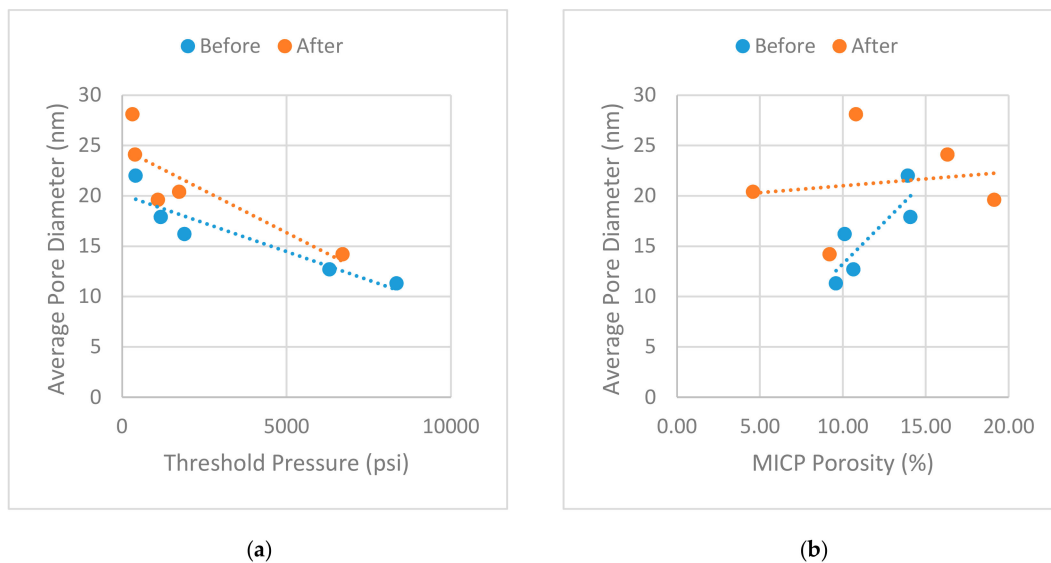 Before After
Average Pore Diameter (nm)
30
25
20
15
10
5
0
0 5000 10000
Threshold Pressure (psi)
(a)
Before After
Average Pore Diameter (nm)
30
25
20
15
10
5
0
0.00 5.00 10.00 15.00 20.00
MICP Porosity (%)
(b)